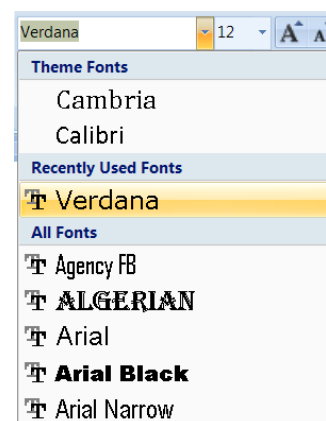 Verdana 12 A A
Theme Fonts
Cambria
Calibri
Recently Used Fonts
Verdana
All Fonts
Agency FB
ALGERIAN
Arial
Arial Black
Arial Narrow